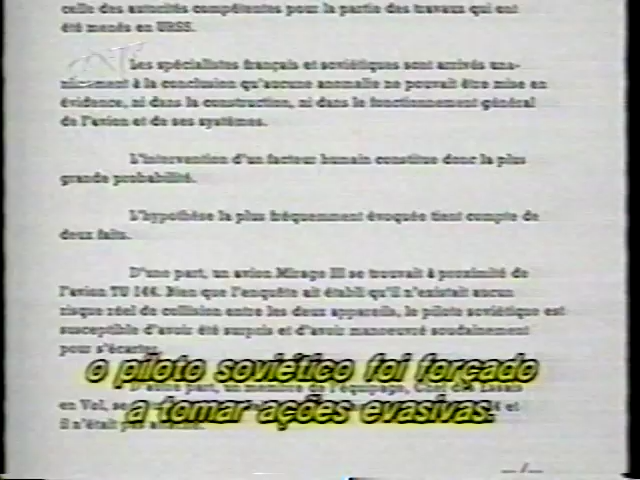 celle des autorités compétentes pour la partie des travaux qui ont
été menés en URSS.
Les spécialistes français et soviétiques sont arrivés una-
nimement à la conclusion qu'aucune anomalie ne pouvait être mise en
évidence, ni dans la construction, ni dans le fonctionnement général
de l'avion et de ses systèmes.
L'intervention d'un facteur humain constitue donc la plus
grande probabilité.
L'hypothèse la plus fréquemment évoquée tient compte de
deux faits.
D'une part, un avion Mirage III se trouvait à proximité de
l'avion TU 144. Bien que l'enquête ait établi qu'il n'existait aucun
risque réel de collision entre les deux appareils, le pilote soviétique est
susceptible d'avoir été surpris et d'avoir manoeuvré soudainement
pour s'écarter.
o piloto soviético foi forçado
a tomar ações evasivas.
en Vol,
il n'était